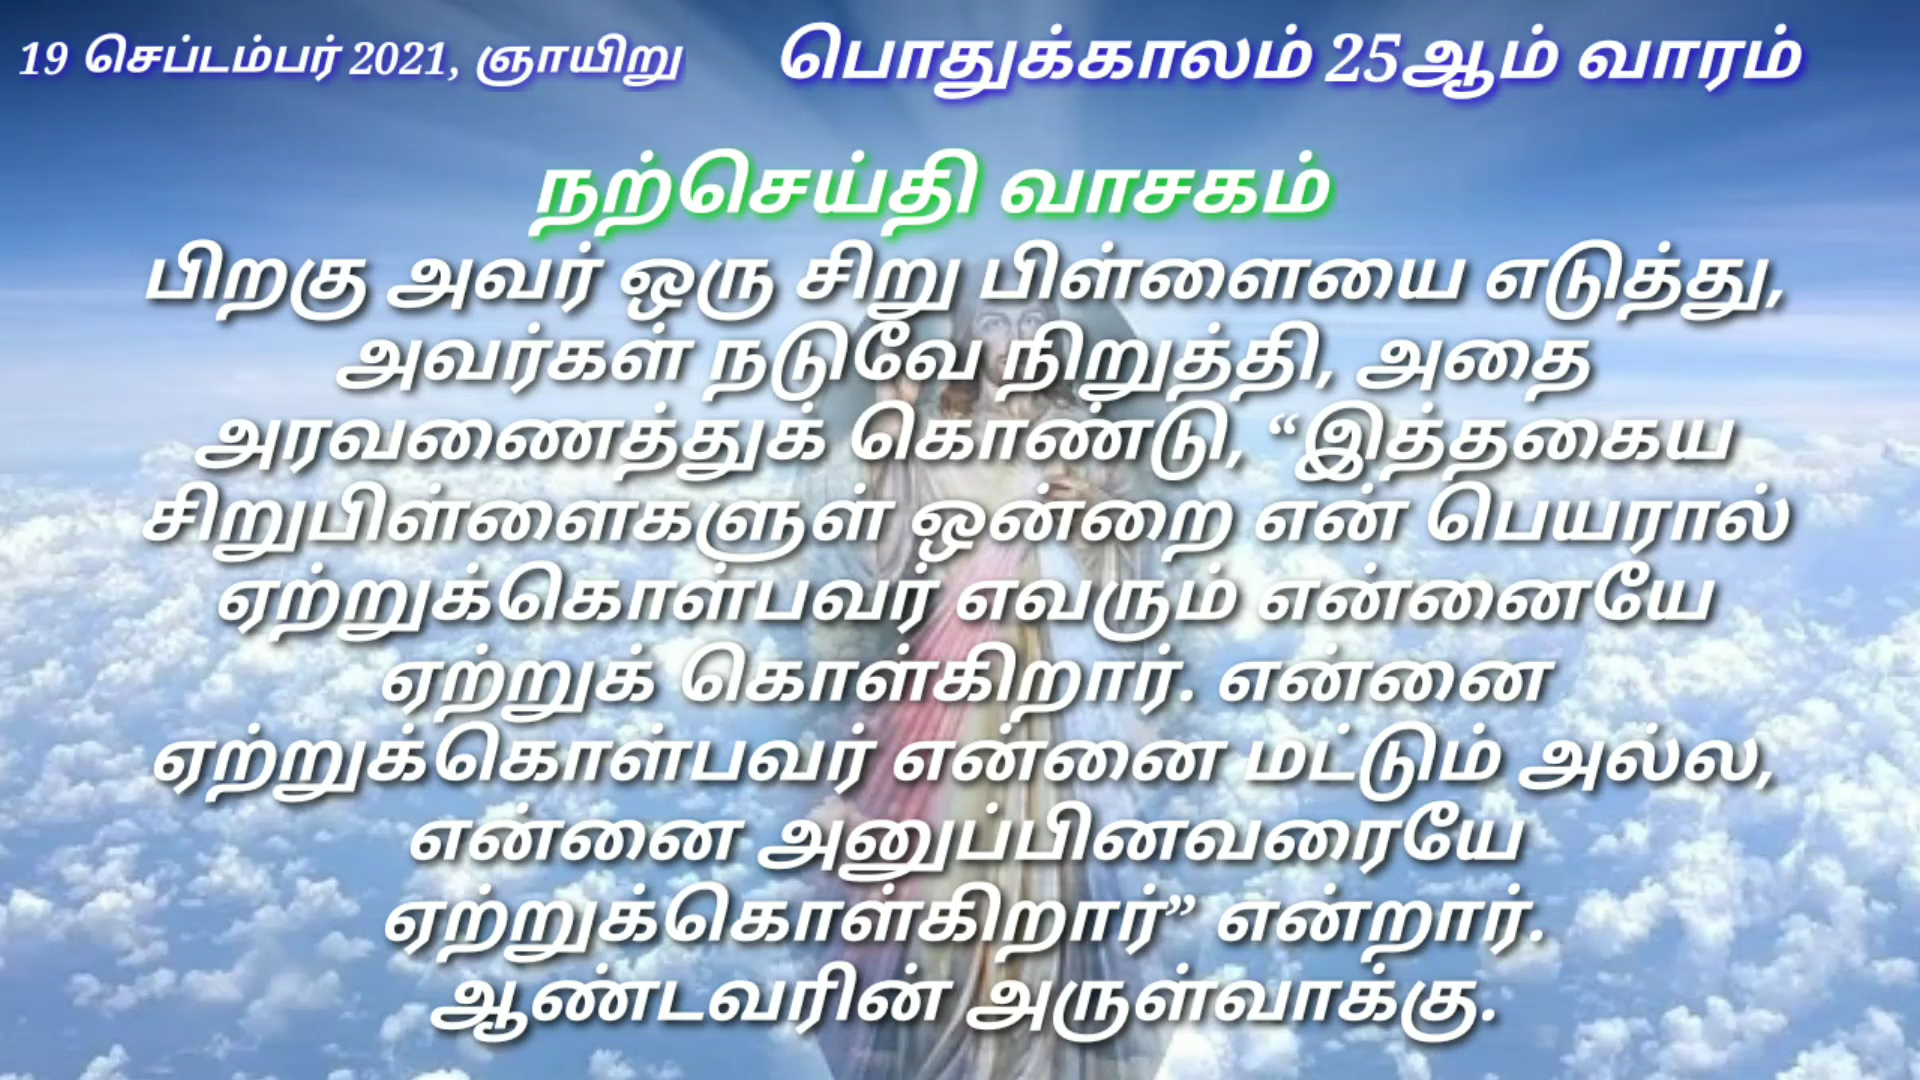 19 செப்டம்பர் 2021, ஞாயிறு
பொதுக்காலம் 25ஆம் வாரம்
நற்செய்தி வாசகம்
பிறகு அவர் ஒரு சிறு பிள்ளையை எடுத்து,
அவர்கள் நடுவே நிறுத்தி, அதை
அரவணைத்துக் கொண்டு, “இத்தகைய
சிறுபிள்ளைகளுள் ஒன்றை என் பெயரால்
ஏற்றுக்கொள்பவர் எவரும் என்னையே
ஏற்றுக் கொள்கிறார். என்னை
ஏற்றுக்கொள்பவர் என்னை மட்டும் அல்ல,
என்னை அனுப்பினவரையே
ஏற்றுக்கொள்கிறார்” என்றார்.
ஆண்டவரின் அருள்வாக்கு.